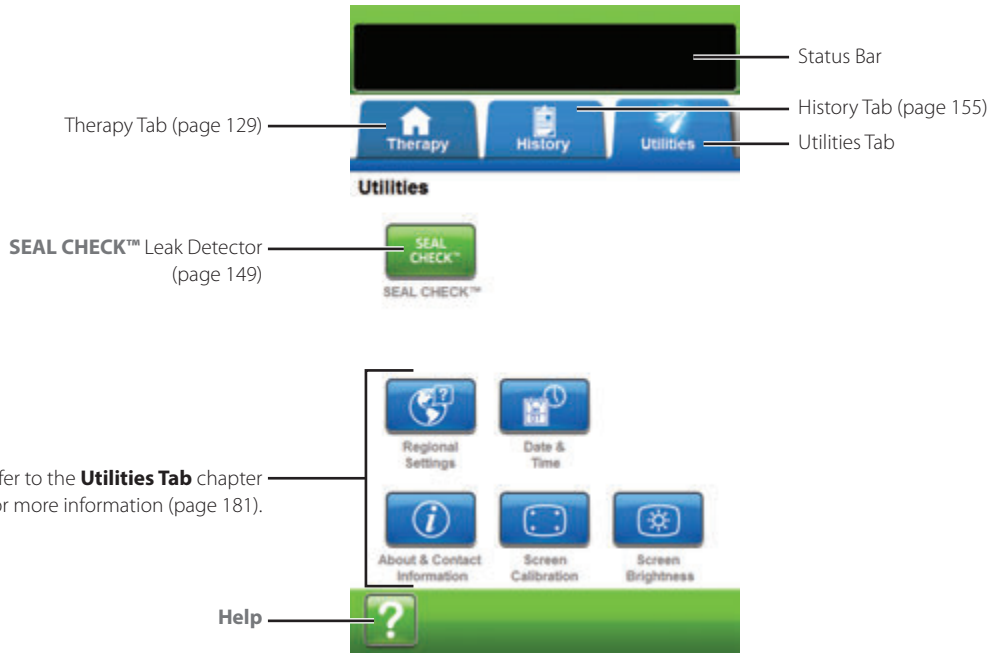 Status Bar
Therapy Tab (page 129)
History Tab (page 155)
Utilities Tab
Therapy
History
Utilities
Utilities
SEAL CHECK™ Leak Detector
(page 149)
SEAL
CHECK™
SEAL CHECK™
Regional
Settings
Date &
Time
fer to the Utilities Tab chapter
or more information (page 181).
About & Contact
Information
Screen
Calibration
Screen
Brightness
Help